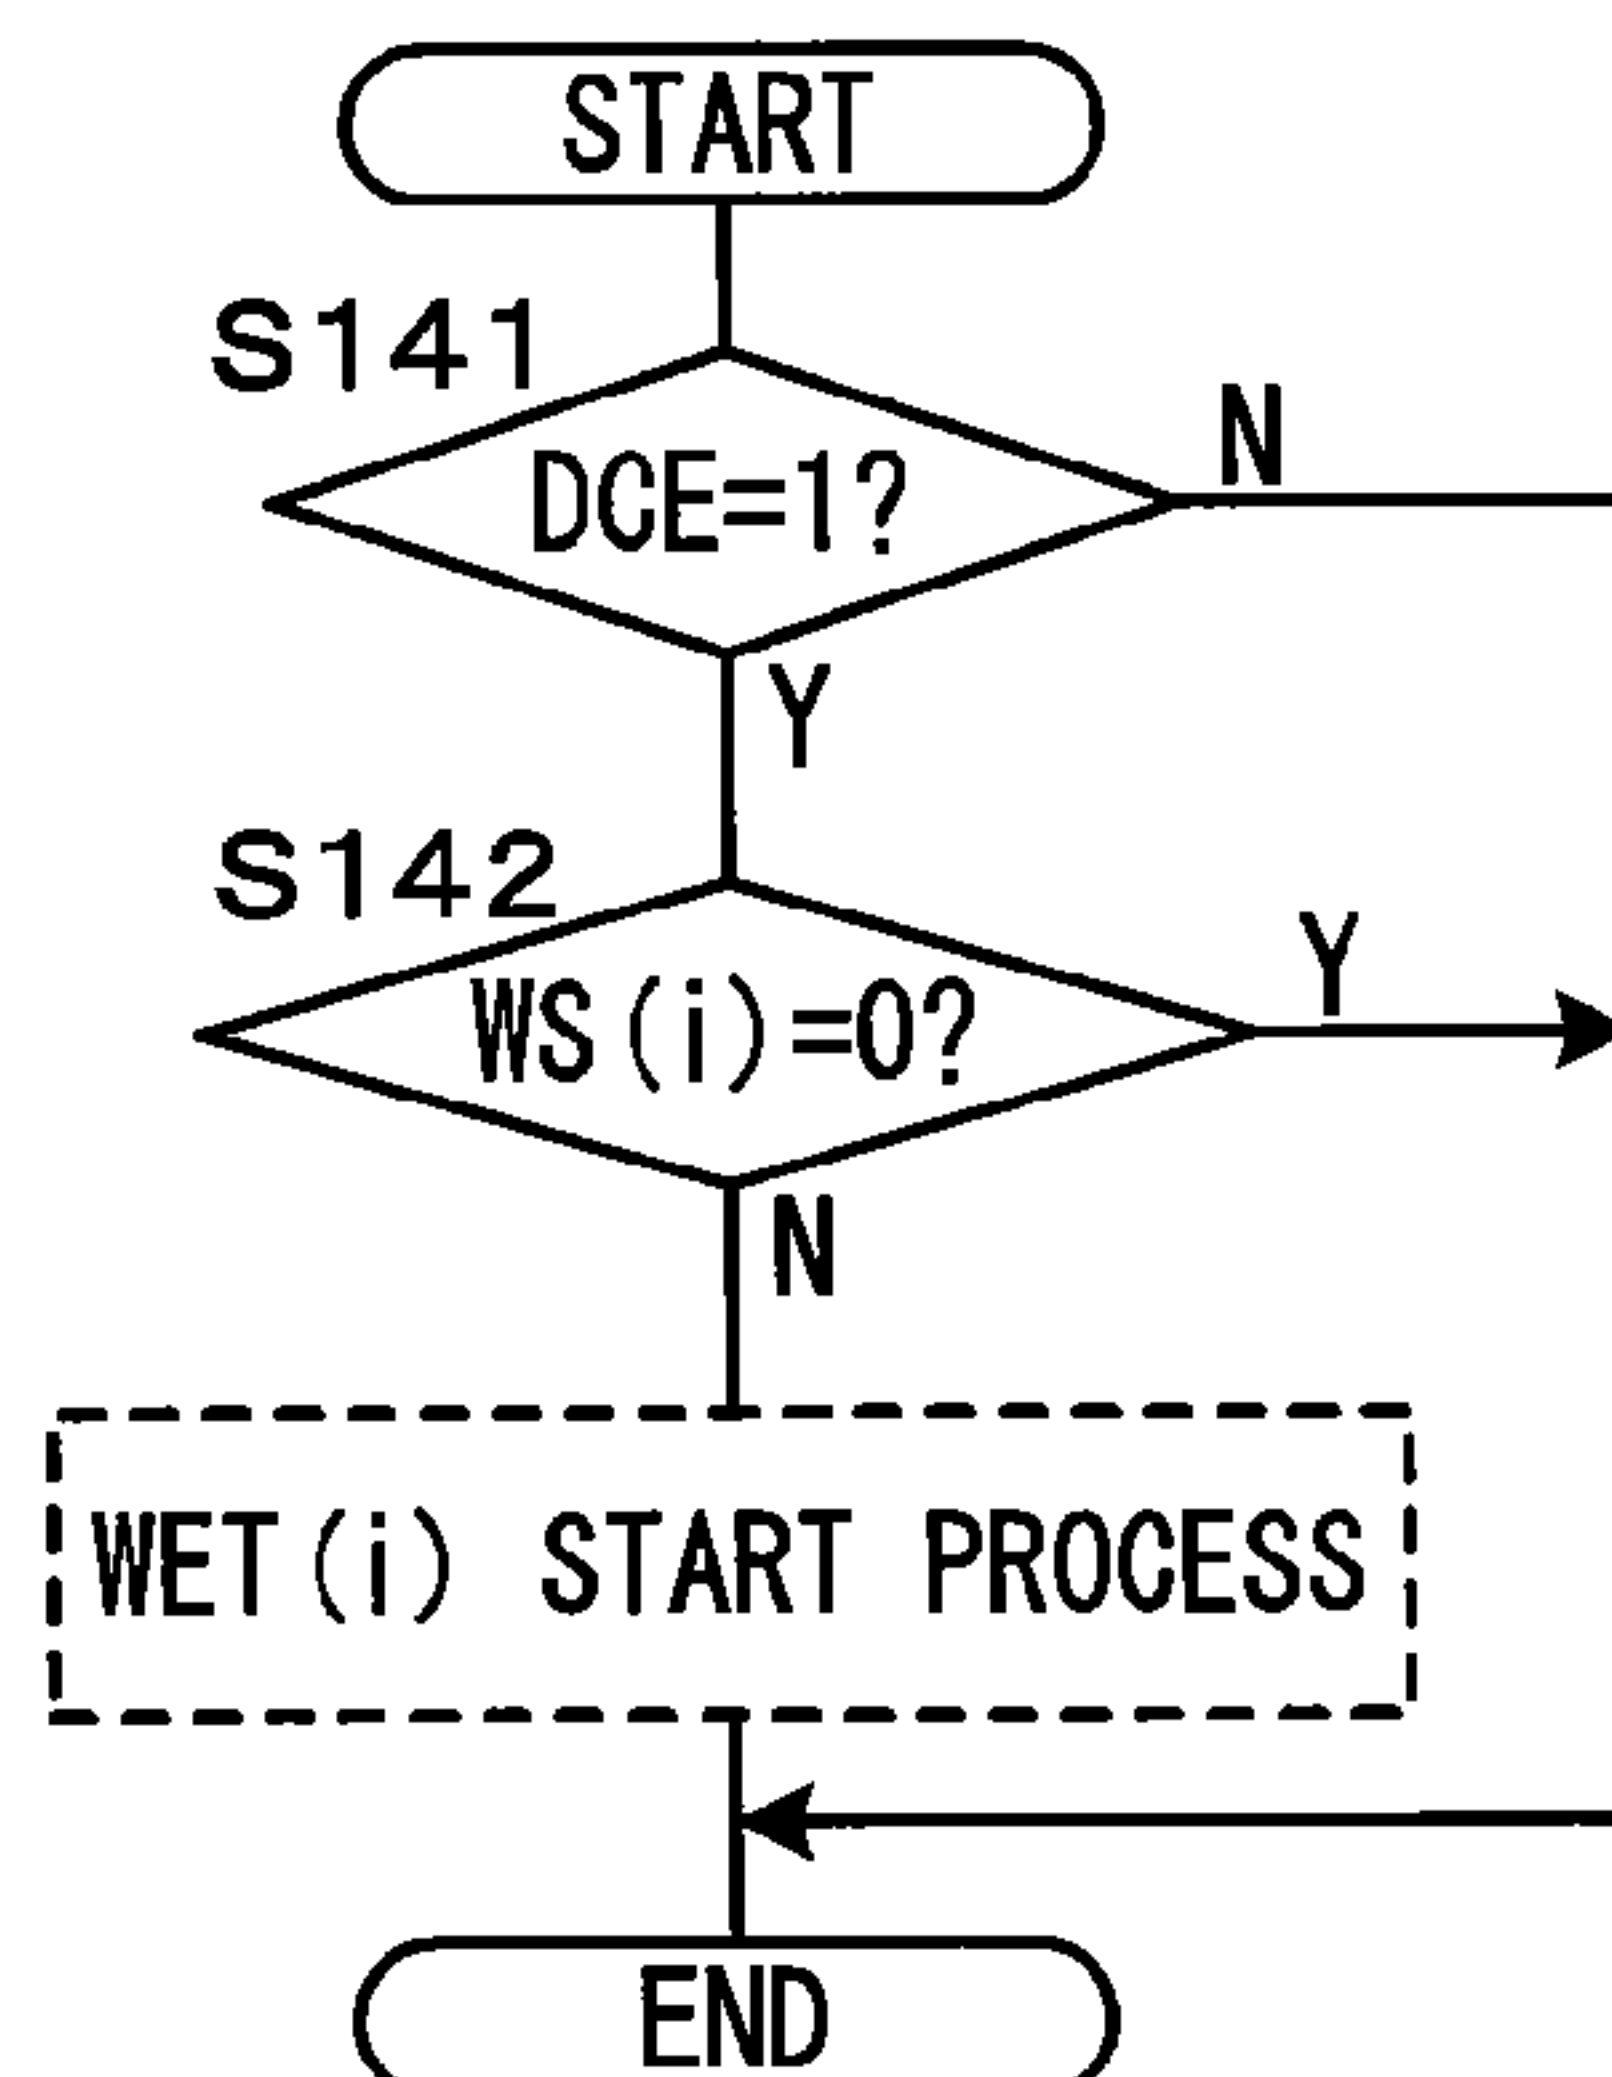 START
S141
DCE=1?
N
Y
S142
WS(i)=0?
Y
N
WET(i) START PROCESS
END